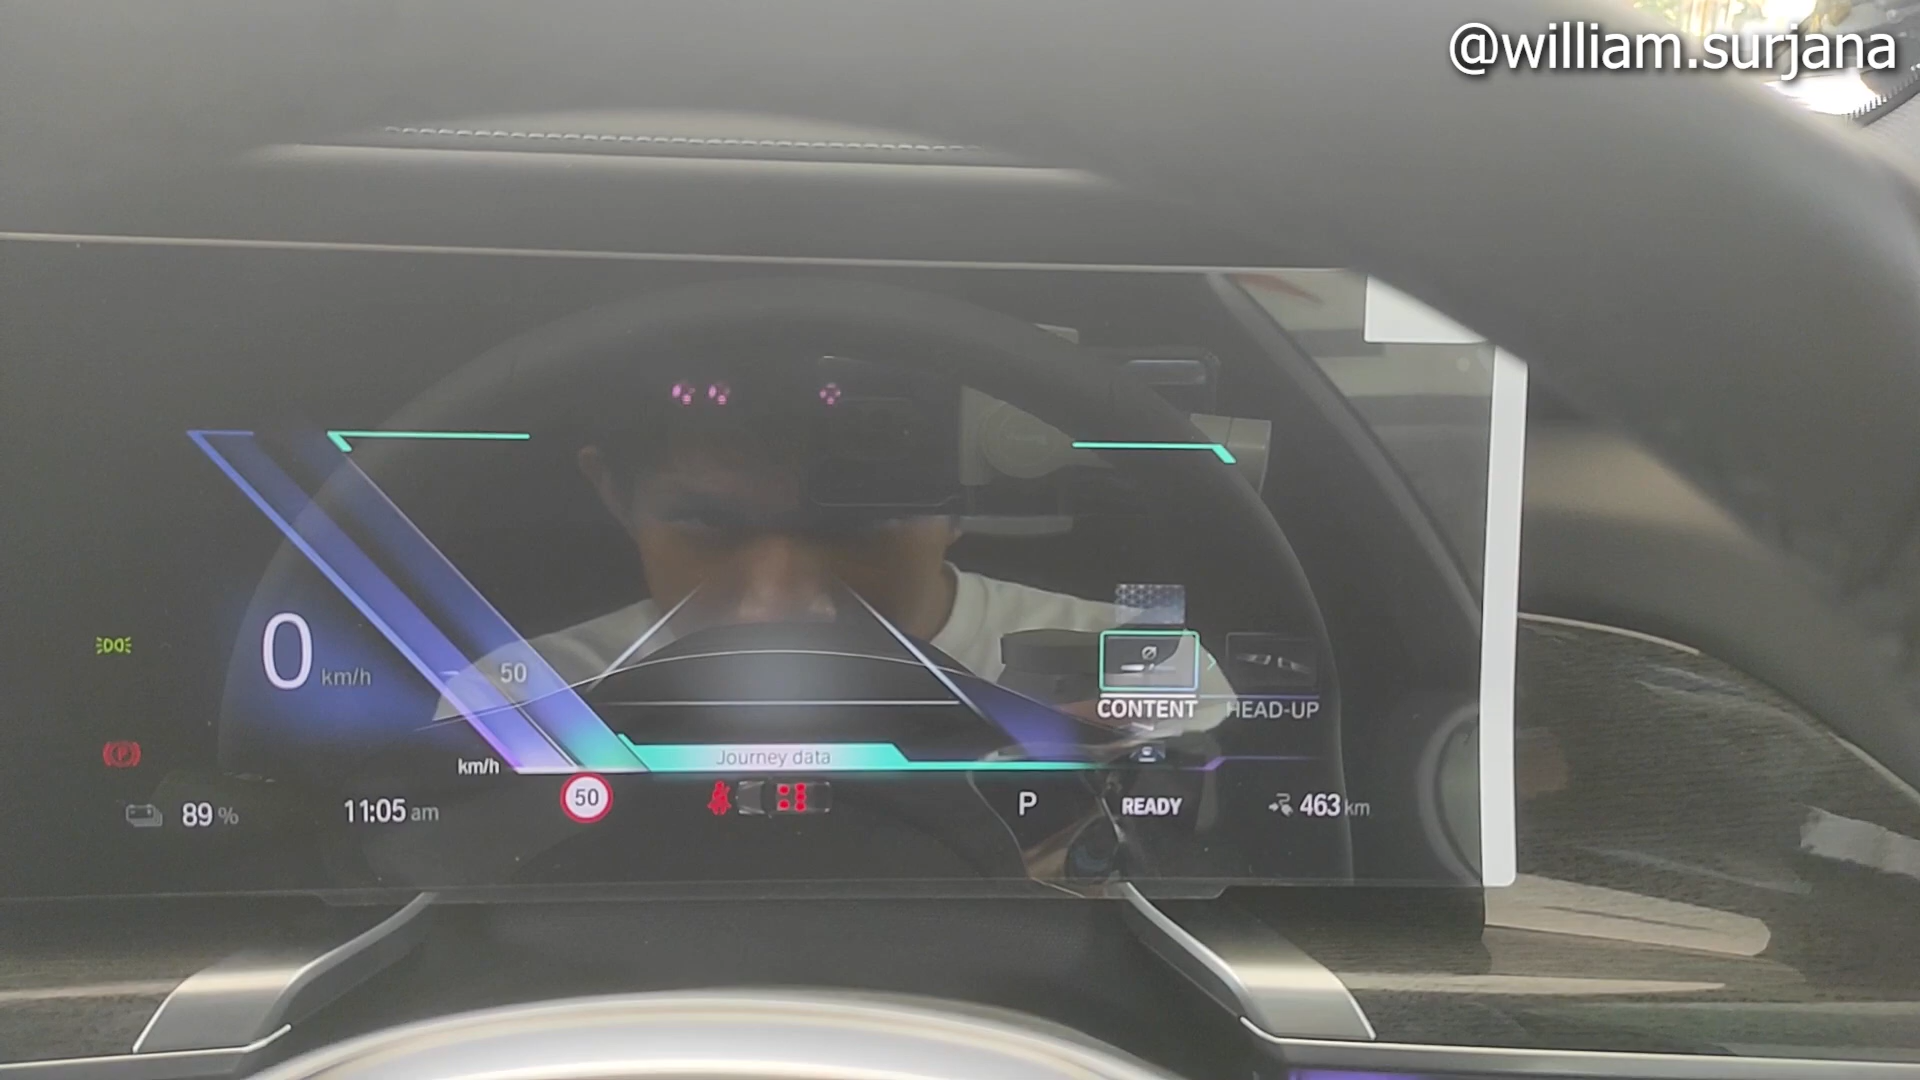 @william.surjana
0 km/h
50
CONTENT
HEAD-UP
Journey data
km/h
89 %
11:05 am
50
P
READY
463 km